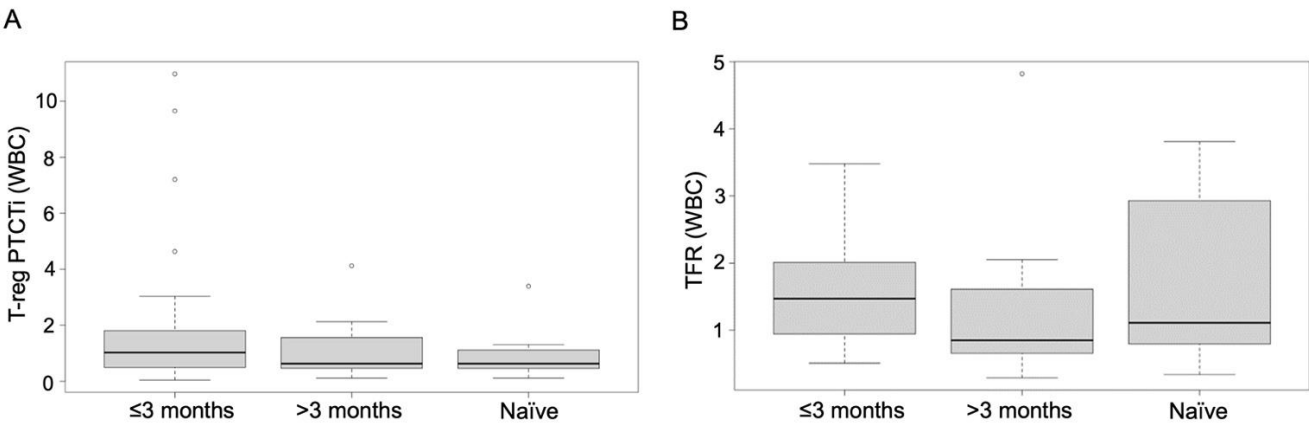 A
T-reg PTCTi (WBC)
10
8
6
4
2
0
≤3 months >3 months Naïve
B
TFR (WBC)
5
4
3
2
1
≤3 months >3 months Naïve